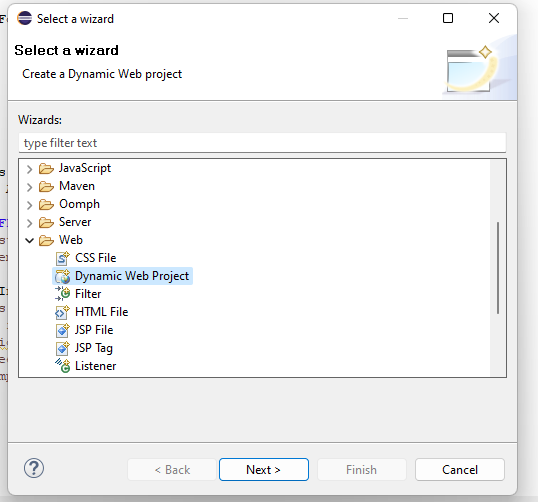 Select a wizard
Select a wizard
Create a Dynamic Web project
Wizards:
type filter text
JavaScript
Maven
Oomph
Server
Web
CSS File
Dynamic Web Project
Filter
HTML File
JSP File
JSP Tag
Listener
?
< Back
Next >
Finish
Cancel